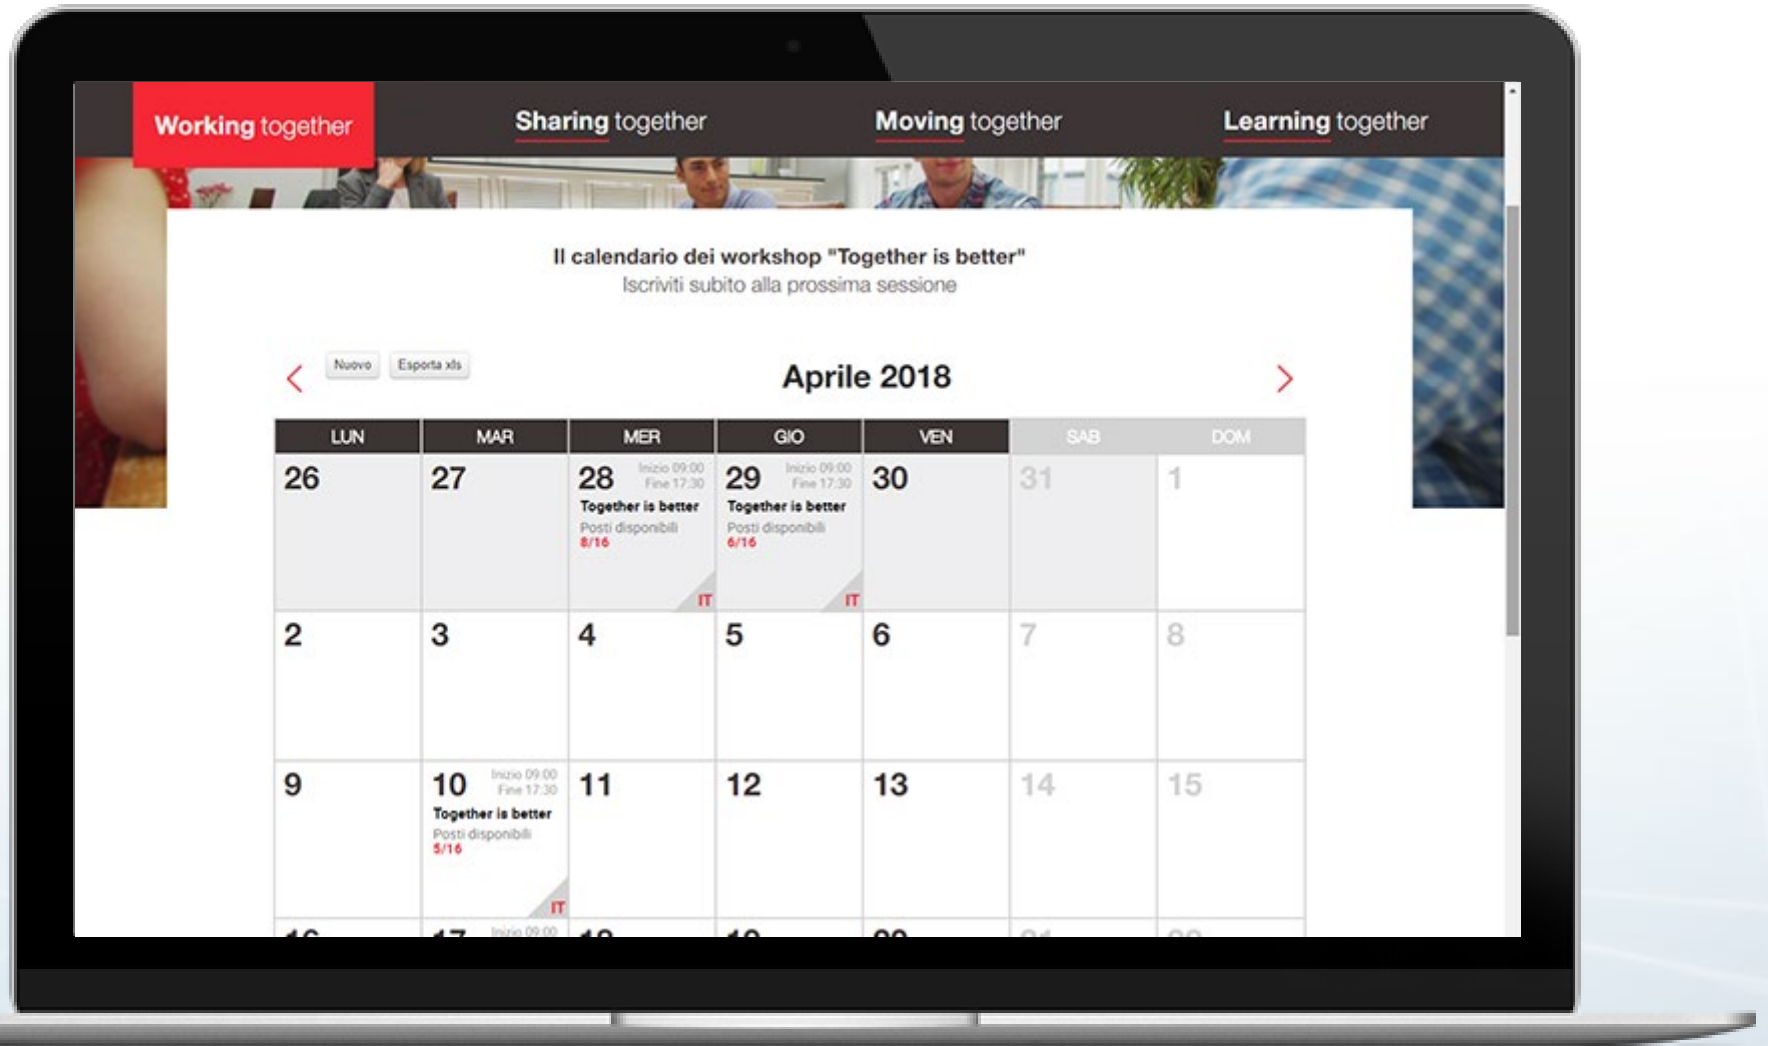 Working together
Sharing together
Moving together
Learning together
Il calendario dei workshop "Together is better"
Iscriviti subito alla prossima sessione
Nuovo
Esporta xls
Aprile 2018
LUN MAR MER GIO VEN SAB DOM
26
27
28
Inizio 09:00
Fine 17:30
Together is better
Posti disponibili
8/16
IT
29
Inizio 09:00
Fine 17:30
Together is better
Posti disponibili
6/16
IT
30
31
1
2
3
4
5
6
7
8
9
10
Inizio 09:00
Fine 17:30
Together is better
Posti disponibili
5/16
IT
11
12
13
14
15
17
Inizio 09:00